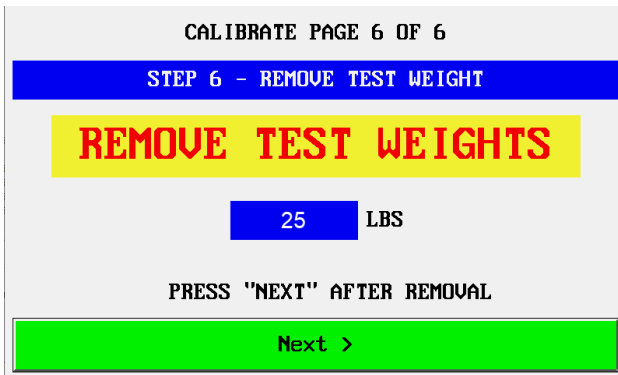 CALIBRATE PAGE 6 OF 6
STEP 6 - REMOVE TEST WEIGHT
REMOVE TEST WEIGHTS
25 LBS
PRESS "NEXT" AFTER REMOVAL
Next >